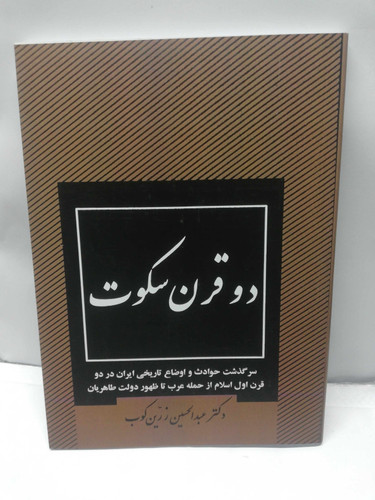 دو قرن سکوت
سرگذشت حوادث و اوضاع تاریخی ایران در دو
قرن اول اسلام از حمله عرب تا ظهور دولت طاهریان
دکتر عبدالحسین زرین‌کوب